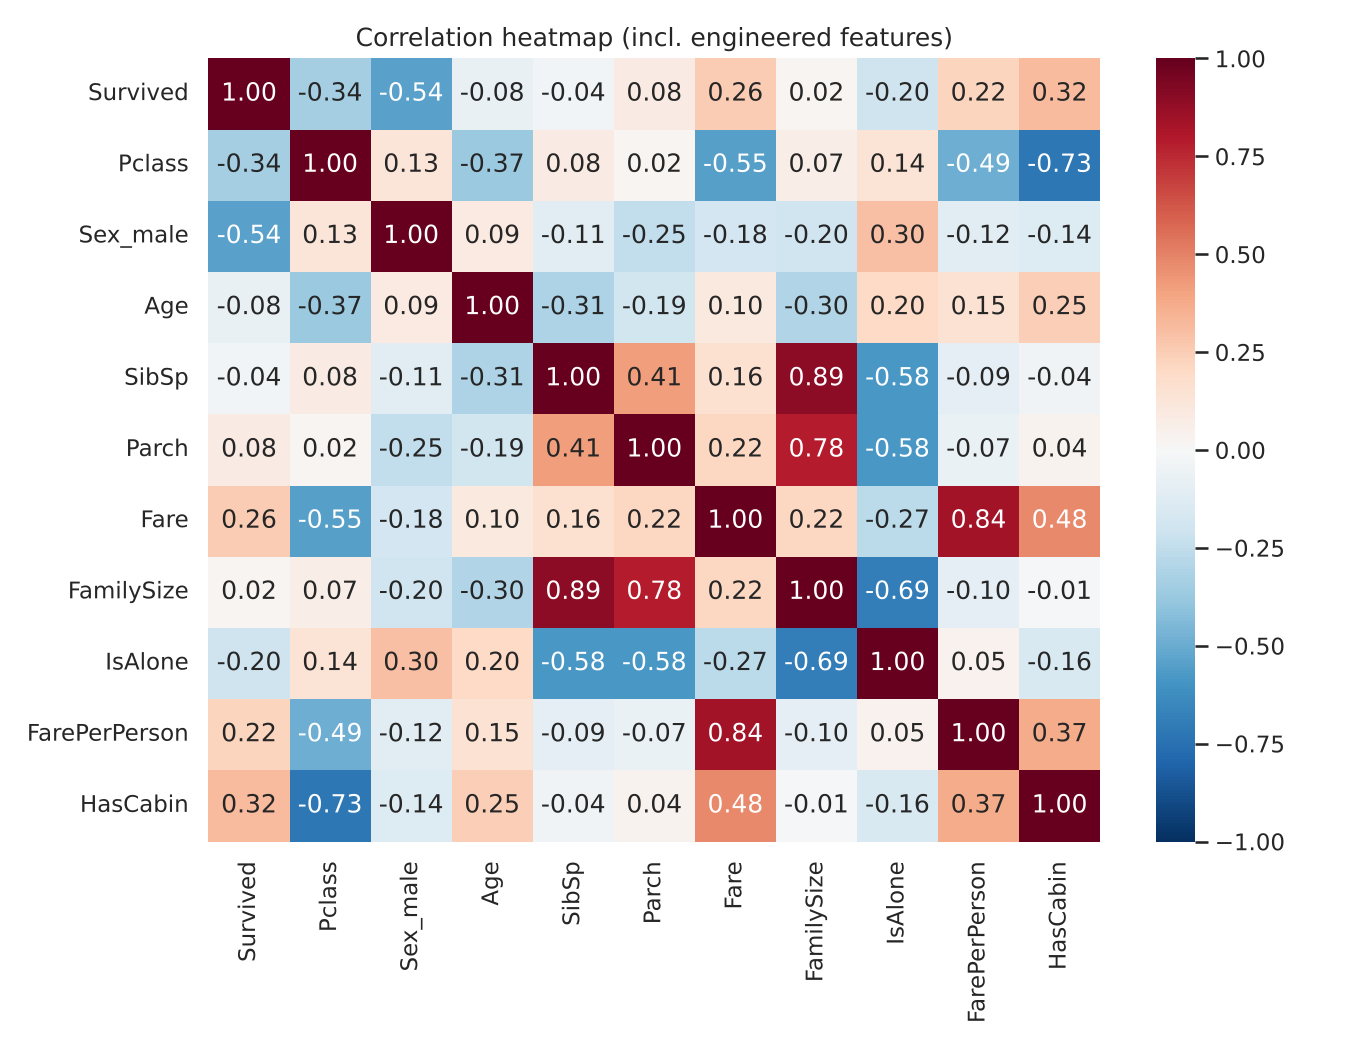 Correlation heatmap (incl. engineered features)
Survived 1.00 -0.34 -0.54 -0.08 -0.04 0.08 0.26 0.02 -0.20 0.22 0.32
Pclass -0.34 1.00 0.13 -0.37 0.08 0.02 -0.55 0.07 0.14 -0.49 -0.73
Sex_male -0.54 0.13 1.00 0.09 -0.11 -0.25 -0.18 -0.20 0.30 -0.12 -0.14
Age -0.08 -0.37 0.09 1.00 -0.31 -0.19 0.10 -0.30 0.20 0.15 0.25
SibSp -0.04 0.08 -0.11 -0.31 1.00 0.41 0.16 0.89 -0.58 -0.09 -0.04
Parch 0.08 0.02 -0.25 -0.19 0.41 1.00 0.22 0.78 -0.58 -0.07 0.04
Fare 0.26 -0.55 -0.18 0.10 0.16 0.22 1.00 0.22 -0.27 0.84 0.48
FamilySize 0.02 0.07 -0.20 -0.30 0.89 0.78 0.22 1.00 -0.69 -0.10 -0.01
IsAlone -0.20 0.14 0.30 0.20 -0.58 -0.58 -0.27 -0.69 1.00 0.05 -0.16
FarePerPerson 0.22 -0.49 -0.12 0.15 -0.09 -0.07 0.84 -0.10 0.05 1.00 0.37
HasCabin 0.32 -0.73 -0.14 0.25 -0.04 0.04 0.48 -0.01 -0.16 0.37 1.00
Survived Pclass Sex_male Age SibSp Parch Fare FamilySize IsAlone FarePerPerson HasCabin
1.00
0.75
0.50
0.25
0.00
−0.25
−0.50
−0.75
−1.00